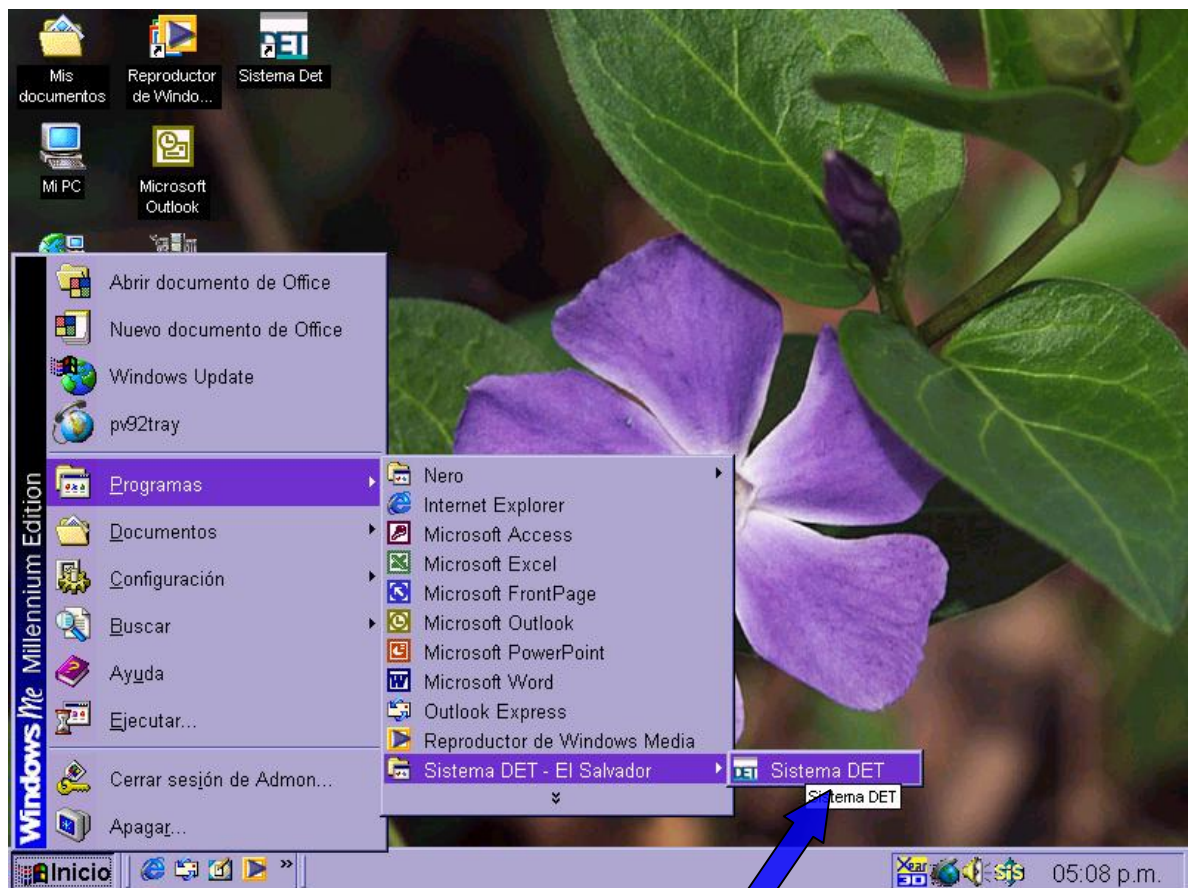 Mis documentos
Reproductor de Windo...
Sistema Det
Mi PC
Microsoft Outlook
Abrir documento de Office
Nuevo documento de Office
Windows Update
pv92tray
Programas
Documentos
Configuración
Buscar
Ayuda
Ejecutar...
Cerrar sesión de Admon...
Apagar...
Windows Me Millennium Edition
Nero
Internet Explorer
Microsoft Access
Microsoft Excel
Microsoft FrontPage
Microsoft Outlook
Microsoft PowerPoint
Microsoft Word
Outlook Express
Reproductor de Windows Media
Sistema DET - El Salvador
Sistema DET
Sistema DET
Inicio
Xear 3D
sis
05:08 p.m.